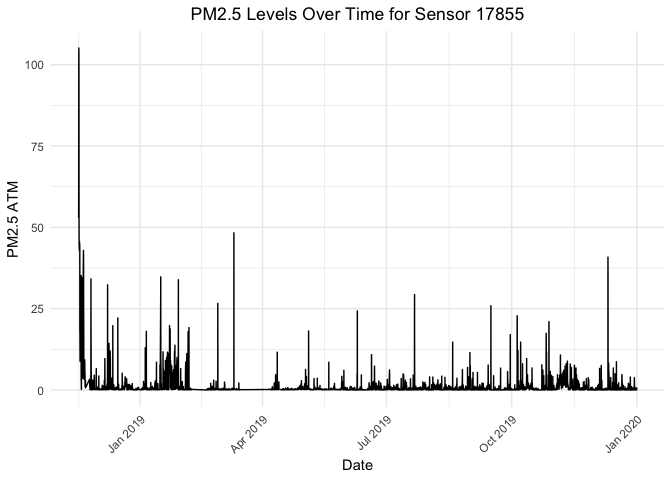 PM2.5 Levels Over Time for Sensor 17855
PM2.5 ATM
100
75
50
25
0
Jan 2019
Apr 2019
Jul 2019
Oct 2019
Jan 2020
Date